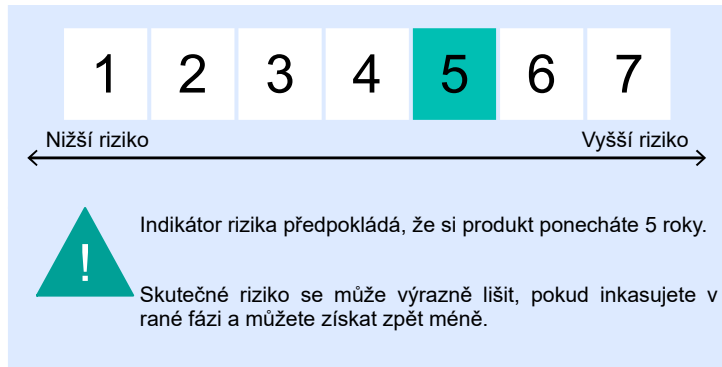 1 2 3 4 5 6 7
Nižší riziko Vyšší riziko
! Indikátor rizika předpokládá, že si produkt ponecháte 5 roky.
Skutečné riziko se může výrazně lišit, pokud inkasujete v
rané fázi a můžete získat zpět méně.